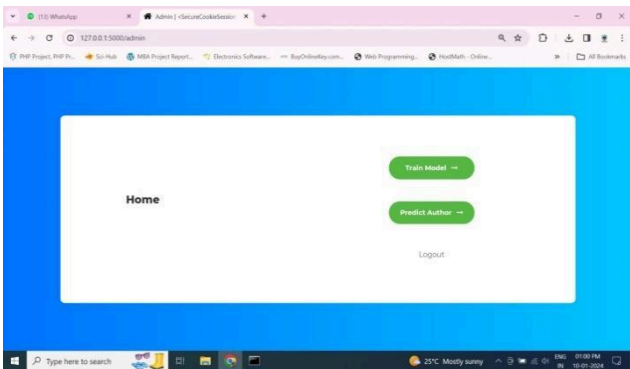 (13) WhatsApp
Admin | <SecureCookieSession
127.0.0.1:5000/admin
PHP Project, PHP Pr...
Sci-Hub
MBA Project Report...
Electronics Software...
BuyOnlineKey.com...
Web Programming...
HostMath - Online...
All Bookmarks
Train Model →
Home
Predict Author →
Logout
Type here to search
25°C Mostly sunny
ENG
IN
01:00 PM
16-01-2024